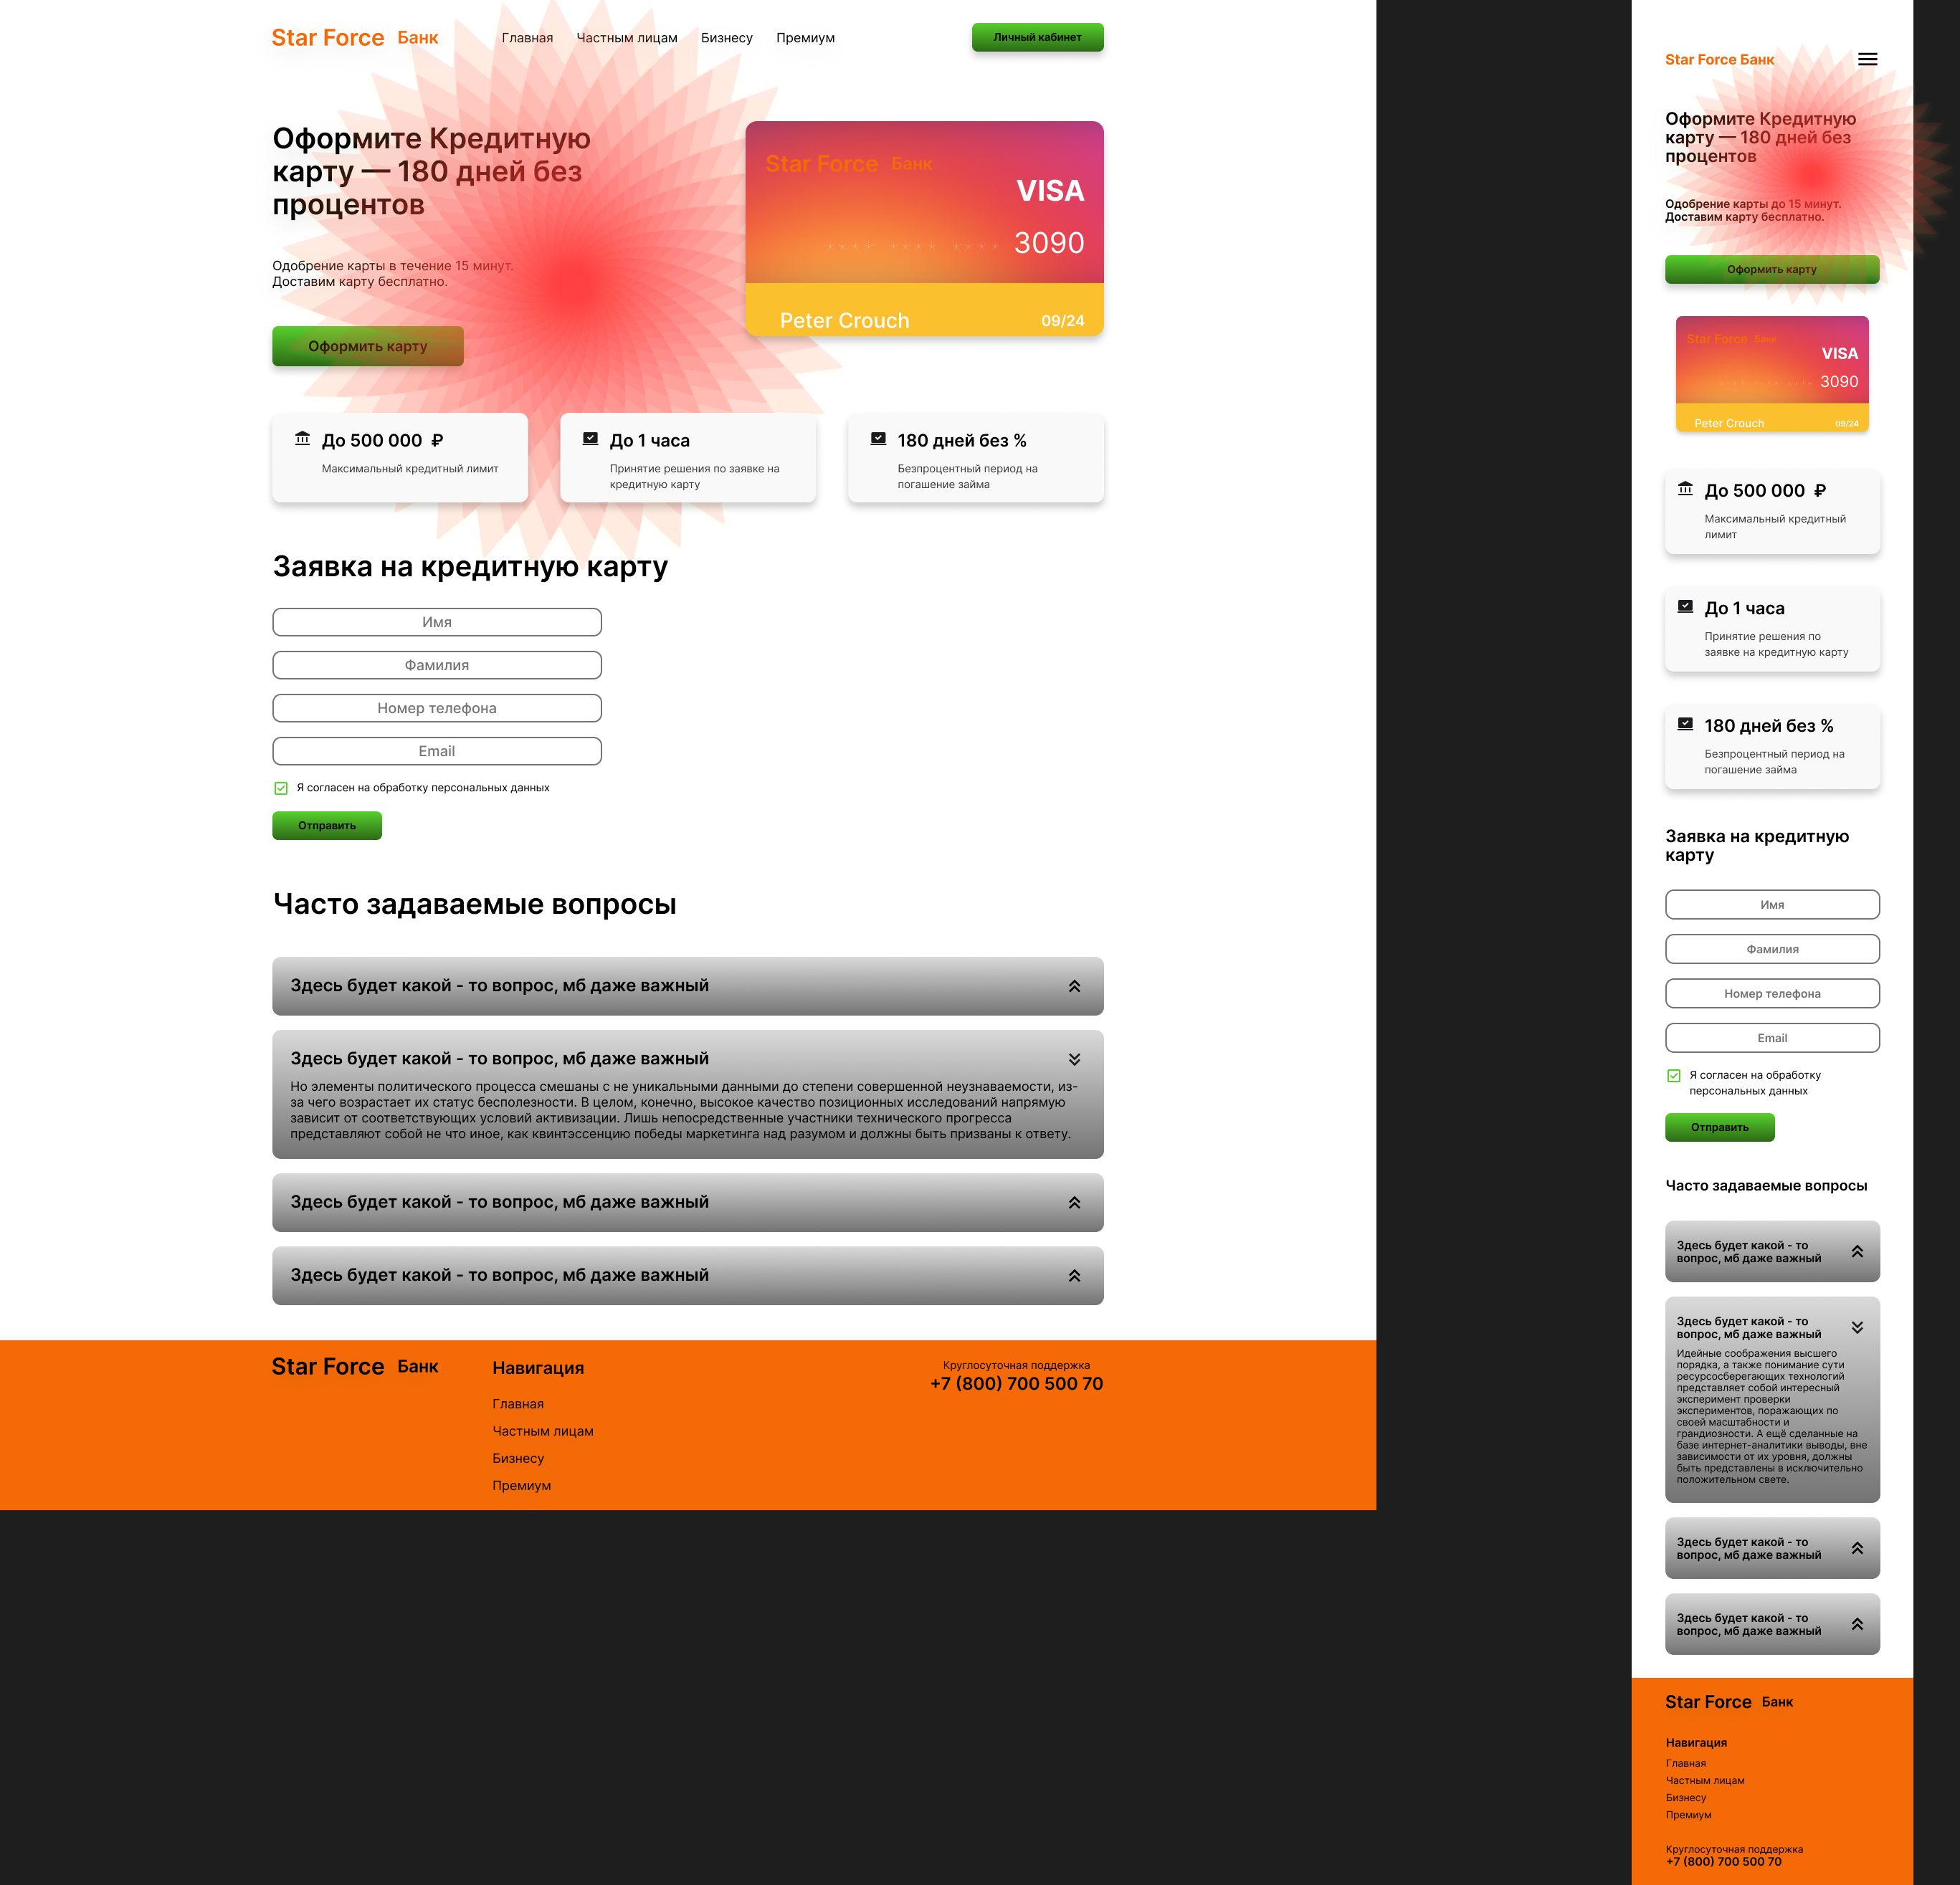 Star Force Банк
Главная Частным лицам Бизнесу Премиум
Личный кабинет
Оформите Кредитную
карту — 180 дней без
процентов
Одобрение карты в течение 15 минут.
Доставим карту бесплатно.
Оформить карту
Star Force Банк
VISA
**** **** **** 3090
Peter Crouch
09/24
До 500 000 ₽
Максимальный кредитный лимит
До 1 часа
Принятие решения по заявке на
кредитную карту
180 дней без %
Безпроцентный период на
погашение займа
Заявка на кредитную карту
Имя
Фамилия
Номер телефона
Email
Я согласен на обработку персональных данных
Отправить
Часто задаваемые вопросы
Здесь будет какой - то вопрос, мб даже важный
Здесь будет какой - то вопрос, мб даже важный
Но элементы политического процесса смешаны с не уникальными данными до степени совершенной неузнаваемости, из-
за чего возрастает их статус бесполезности. В целом, конечно, высокое качество позиционных исследований напрямую
зависит от соответствующих условий активизации. Лишь непосредственные участники технического прогресса
представляют собой не что иное, как квинтэссенцию победы маркетинга над разумом и должны быть призваны к ответу.
Здесь будет какой - то вопрос, мб даже важный
Здесь будет какой - то вопрос, мб даже важный
Star Force Банк
Навигация
Главная
Частным лицам
Бизнесу
Премиум
Круглосуточная поддержка
+7 (800) 700 500 70
Star Force Банк
Оформите Кредитную
карту — 180 дней без
процентов
Одобрение карты до 15 минут.
Доставим карту бесплатно.
Оформить карту
Star Force Банк
VISA
**** **** **** 3090
Peter Crouch
09/24
До 500 000 ₽
Максимальный кредитный
лимит
До 1 часа
Принятие решения по
заявке на кредитную карту
180 дней без %
Безпроцентный период на
погашение займа
Заявка на кредитную
карту
Имя
Фамилия
Номер телефона
Email
Я согласен на обработку
персональных данных
Отправить
Часто задаваемые вопросы
Здесь будет какой - то
вопрос, мб даже важный
Здесь будет какой - то
вопрос, мб даже важный
Идейные соображения высшего
порядка, а также понимание сути
ресурсосберегающих технологий
представляет собой интересный
эксперимент проверки
экспериментов, поражающих по
своей масштабности и
грандиозности. А ещё сделанные на
базе интернет-аналитики выводы, вне
зависимости от их уровня, должны
быть представлены в исключительно
положительном свете.
Здесь будет какой - то
вопрос, мб даже важный
Здесь будет какой - то
вопрос, мб даже важный
Star Force Банк
Навигация
Главная
Частным лицам
Бизнесу
Премиум
Круглосуточная поддержка
+7 (800) 700 500 70